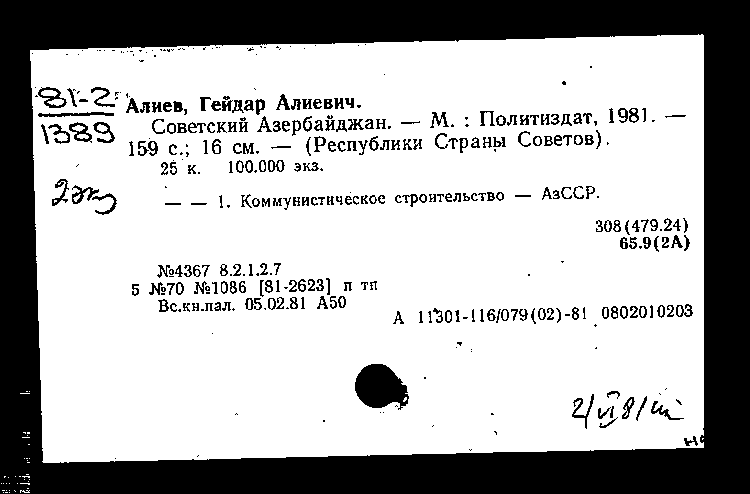 81-2
1389
2 экз
Алиев, Гейдар Алиевич.
Советский Азербайджан. — М. : Политиздат, 1981. —
159 с.; 16 см. — (Республики Страны Советов).
25 к. 100.000 экз.
— — 1. Коммунистическое строительство — АзССР.
308(479.24)
65.9(2А)
№4367 8.2.1.2.7
5 №70 №1086 [81-2623] п тп
Вс.кн.пал. 05.02.81 А50
А 11301-116/079(02)-81 0802010203